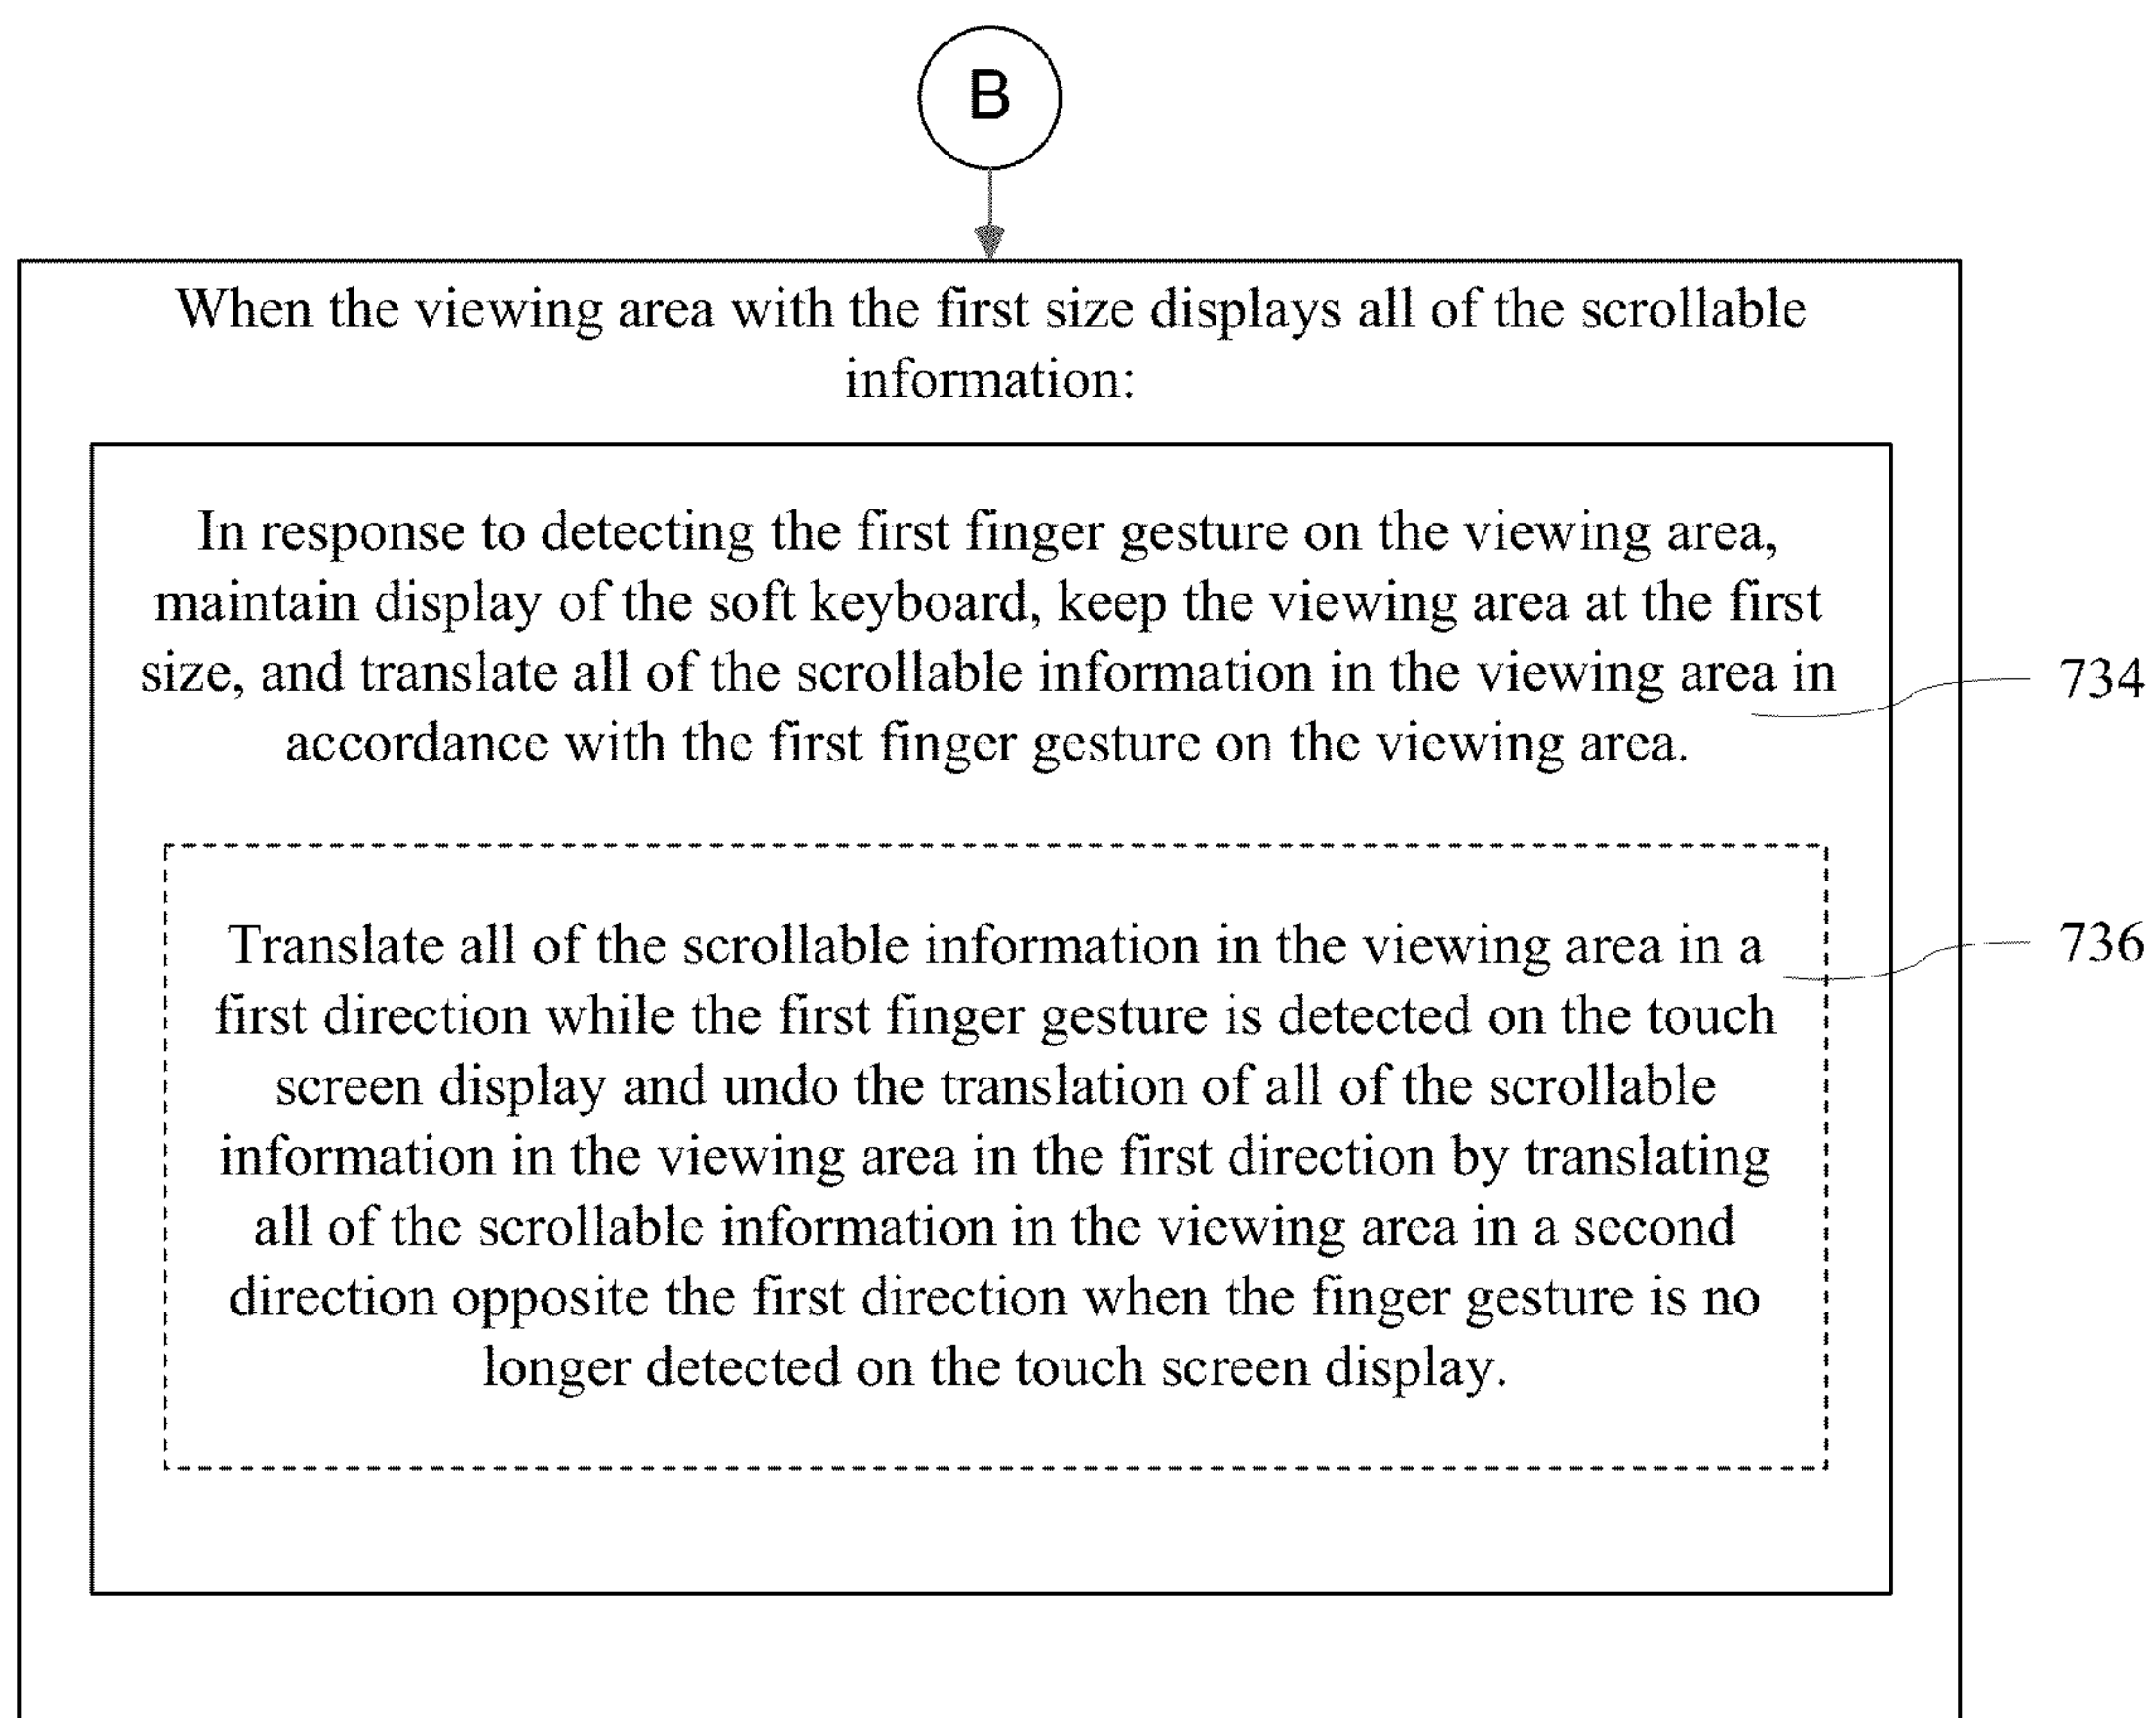 B
When the viewing area with the first size displays all of the scrollable
information:
In response to detecting the first finger gesture on the viewing area,
maintain display of the soft keyboard, keep the viewing area at the first
size, and translate all of the scrollable information in the viewing area in
accordance with the first finger gesture on the viewing area.
734
Translate all of the scrollable information in the viewing area in a
first direction while the first finger gesture is detected on the touch
screen display and undo the translation of all of the scrollable
information in the viewing area in the first direction by translating
all of the scrollable information in the viewing area in a second
direction opposite the first direction when the finger gesture is no
longer detected on the touch screen display.
736